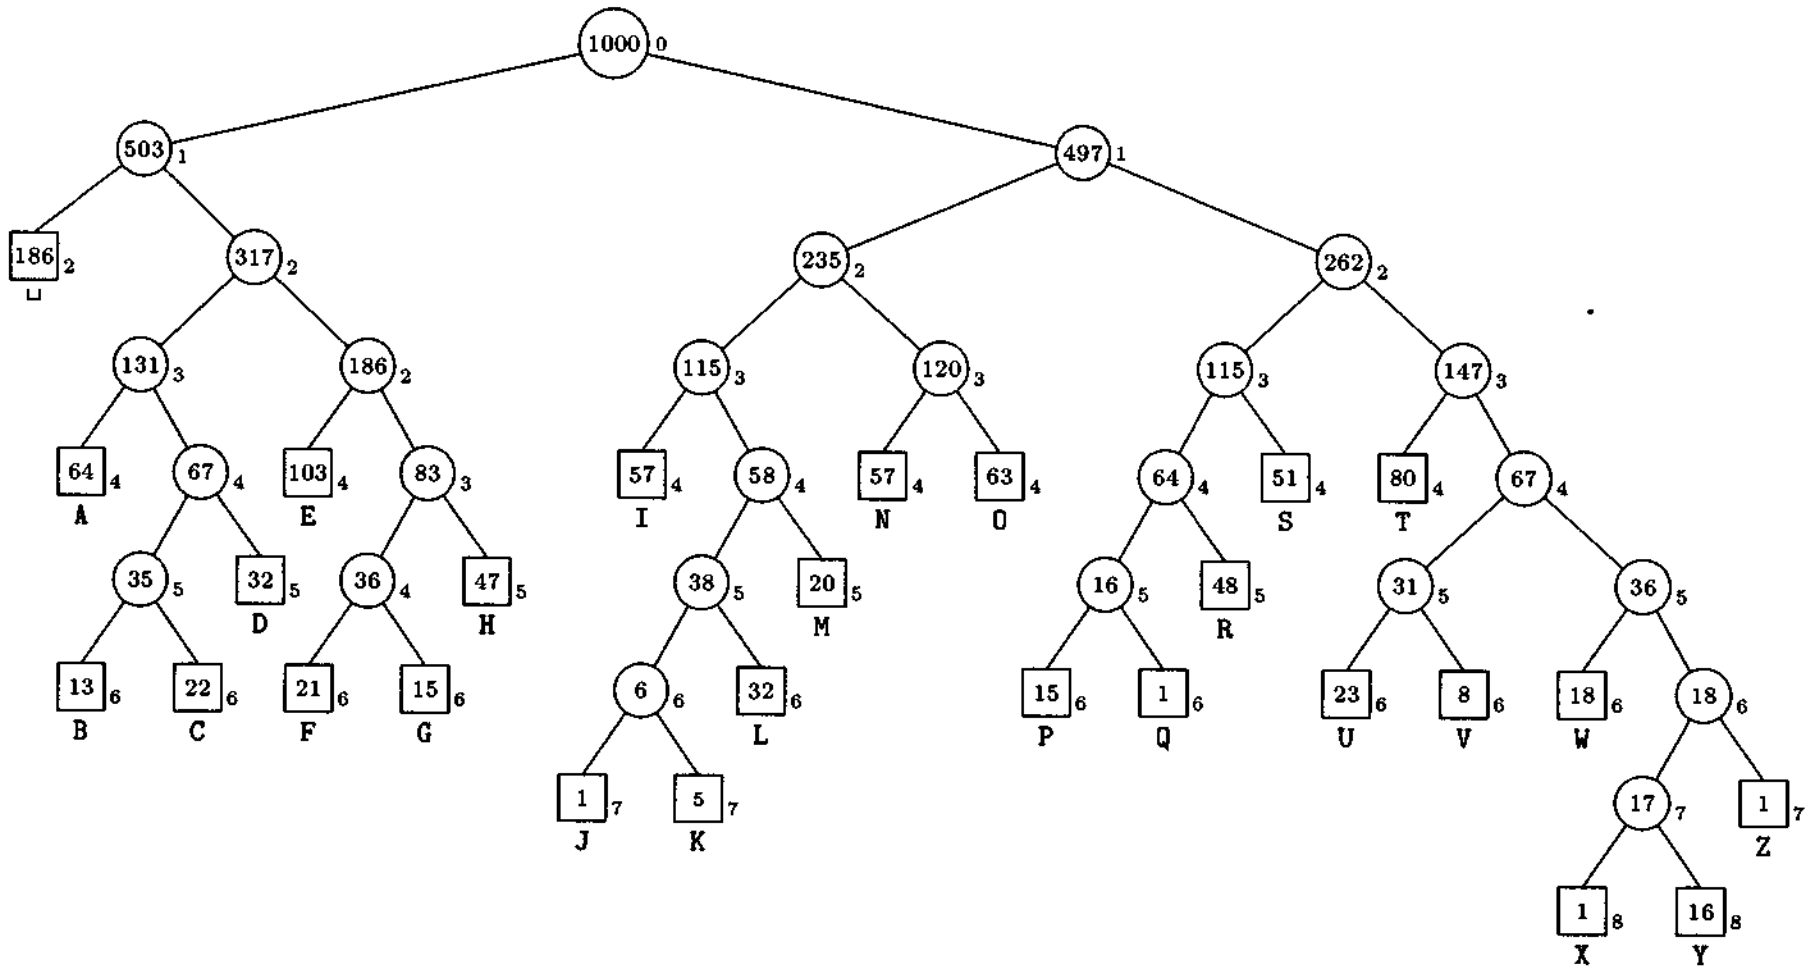 1000 0
503 1 497 1
186 2 317 2 235 2 262 2
␣
131 3 186 2 115 3 120 3 115 3 147 3
64 4 67 4 103 4 83 3 57 4 58 4 57 4 63 4 64 4 51 4 80 4 67 4
A E I N O S T
35 5 32 5 36 4 47 5 38 5 20 5 16 5 48 5 31 5 36 5
D H M R
13 6 22 6 21 6 15 6 6 6 32 6 15 6 1 6 23 6 8 6 18 6 18 6
B C F G L P Q U V W
1 7 5 7 17 7 1 7
J K Z
1 8 16 8
X Y